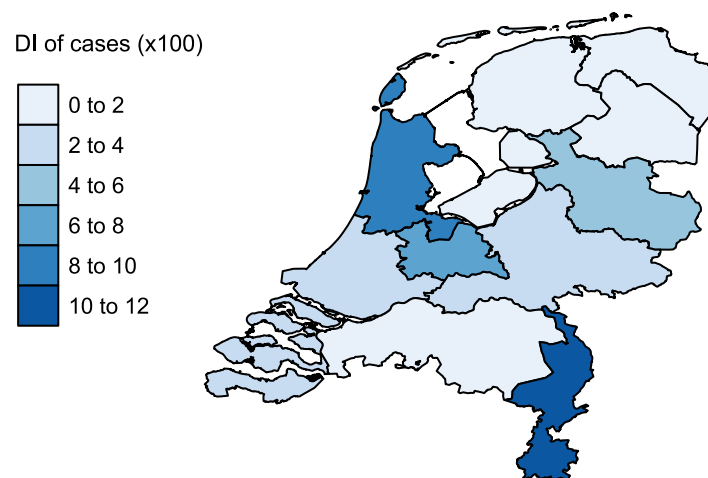 DI of cases (x100)
0 to 2
2 to 4
4 to 6
6 to 8
8 to 10
10 to 12